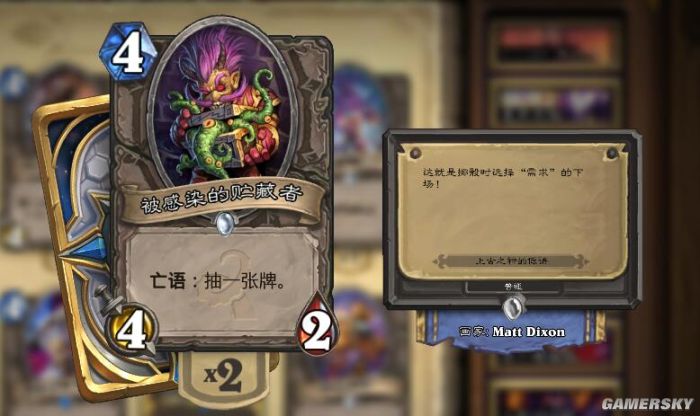 4
被感染的贮藏者
亡语：抽一张牌。
4
2
x2
这就是掷骰时选择“需求”的下
场！
上古之神的低语
普通
画家: Matt Dixon
GAMERSKY